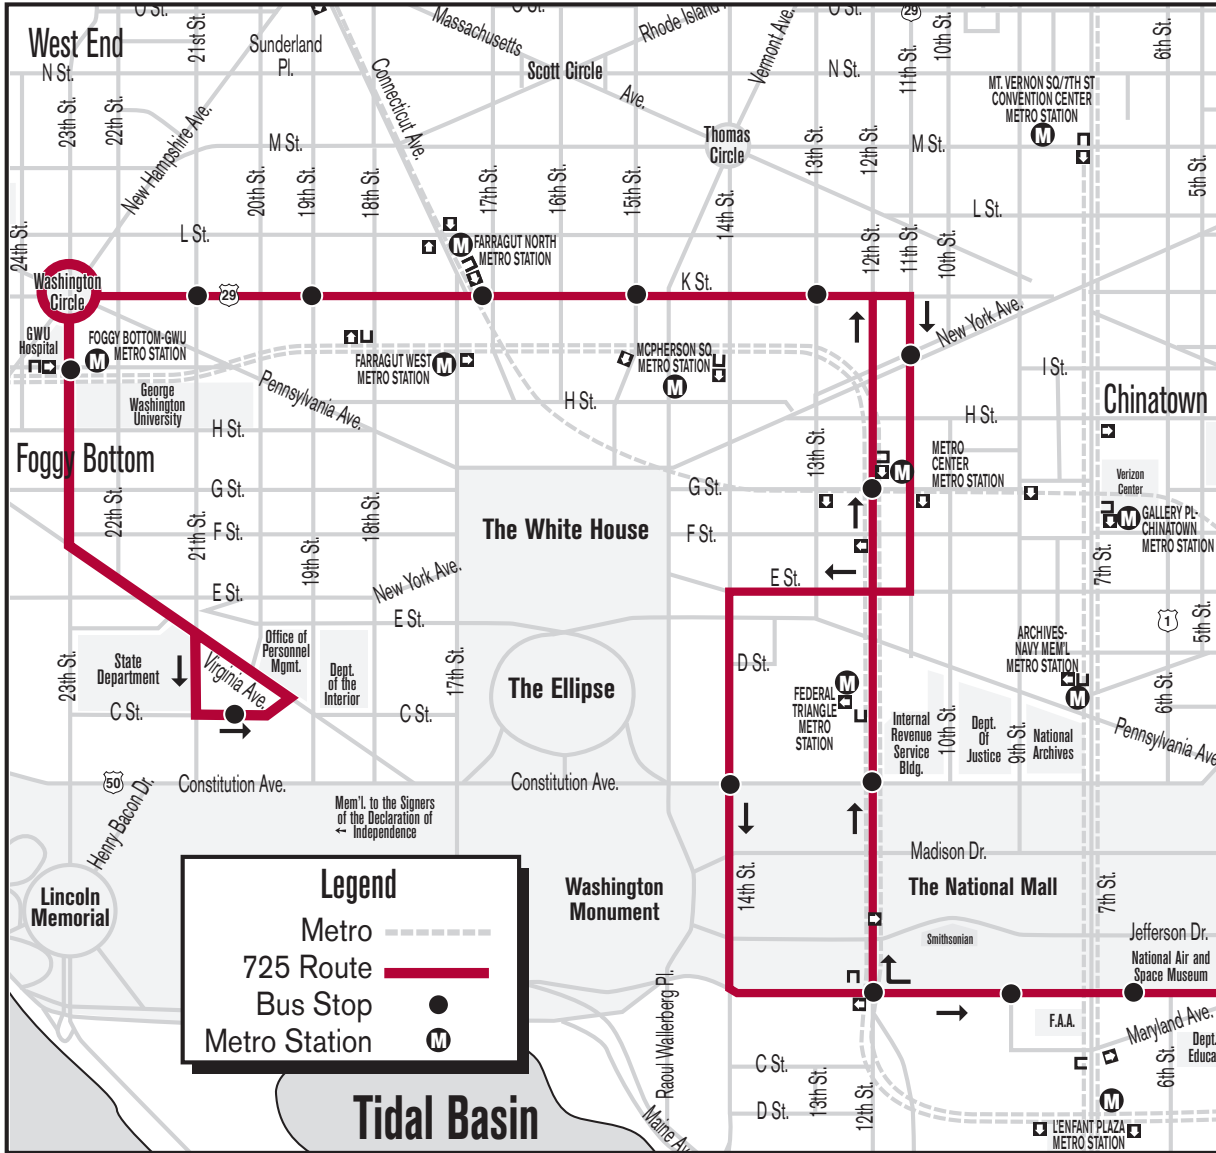 O St.
O St.
29
West End
21st St.
Sunderland
Pl.
Massachusetts
Ave.
Rhode Island
Vermont Ave.
10th St.
11th St.
6th St.
N St.
N St.
Scott Circle
Connecticut Ave.
23th St.
22th St.
New Hampshire Ave.
MT. VERNON SQ/7TH ST
CONVENTION CENTER
METRO STATION
M
Thomas
Circle
13th St.
12th St.
M St.
M St.
5th St.
20th St.
19th St.
18th St.
17th St.
16th St.
15th St.
14th St.
L St.
L St.
24th St.
12th St.
11th St.
10th St.
M
FARRAGUT NORTH
METRO STATION
Washington
Circle
29
K St.
New York Ave.
GWU
Hospital
FOGGY BOTTOM-GWU
METRO STATION
M
FARRAGUT WEST
METRO STATION
M
MCPHERSON SQ
METRO STATION
M
I St.
George
Washington
University
Pennsylvania Ave.
H St.
H St.
H St.
Chinatown
Foggy Bottom
13th St.
METRO
CENTER
METRO STATION
M
Verizon
Center
G St.
G St.
22th St.
21th St.
F St.
18th St.
The White House
F St.
M
GALLERY PL-
CHINATOWN
METRO STATION
7th St.
19th St.
New York Ave.
E St.
E St.
E St.
1
5th St.
Office of
Personnel
Mgmt.
ARCHIVES-
NAVY MEM'L
METRO STATION
M
State
Department
Virginia Ave.
Dept.
of the
Interior
23th St.
17th St.
The Ellipse
D St.
M
FEDERAL
TRIANGLE
METRO
STATION
6th St.
C St.
C St.
Internal
Revenue
Service
Bldg.
10th St.
Dept.
Of
Justice
9th St.
National
Archives
Pennsylvania Ave
50
Constitution Ave.
Constitution Ave.
Henry Bacon Dr.
Mem'l. to the Signers
of the Declaration of
Independence
Madison Dr.
Legend
Metro
725 Route
Bus Stop
Metro Station
M
Lincoln
Memorial
Washington
Monument
14th St.
The National Mall
7th St.
Smithsonian
Jefferson Dr.
National Air and
Space Museum
F.A.A.
Maryland Ave.
Dept.
Educa
Raoul Wallerberg Pl.
C St.
D St.
13th St.
12th St.
6th St.
Tidal Basin
Maine Av
M
L'ENFANT PLAZA
METRO STATION